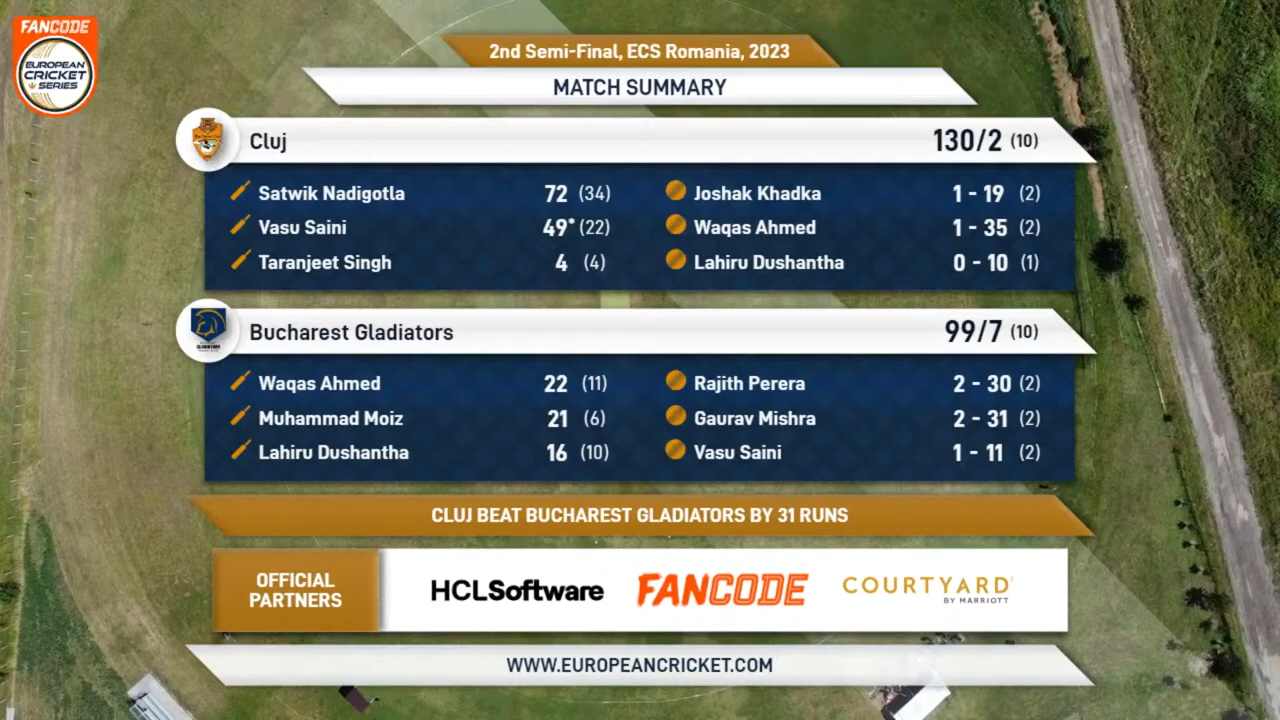 FANCODE
EUROPEAN
CRICKET
SERIES
2nd Semi-Final, ECS Romania, 2023
MATCH SUMMARY
Cluj 130/2 (10)
Satwik Nadigotla 72 (34) Joshak Khadka 1 - 19 (2)
Vasu Saini 49* (22) Waqas Ahmed 1 - 35 (2)
Taranjeet Singh 4 (4) Lahiru Dushantha 0 - 10 (1)
Bucharest Gladiators 99/7 (10)
Waqas Ahmed 22 (11) Rajith Perera 2 - 30 (2)
Muhammad Moiz 21 (6) Gaurav Mishra 2 - 31 (2)
Lahiru Dushantha 16 (10) Vasu Saini 1 - 11 (2)
CLUJ BEAT BUCHAREST GLADIATORS BY 31 RUNS
OFFICIAL
PARTNERS
HCLSoftware FANCODE COURTYARD
BY MARRIOTT
WWW.EUROPEANCRICKET.COM